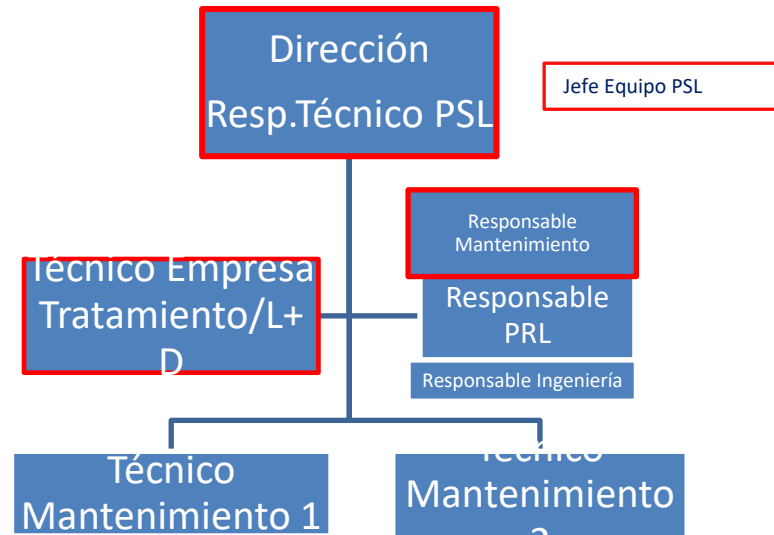 Dirección
Resp.Técnico PSL
Jefe Equipo PSL
Responsable
Mantenimiento
Técnico Empresa
Tratamiento/L+
D
Responsable
PRL
Responsable Ingeniería
Técnico
Mantenimiento 1
Técnico
Mantenimiento